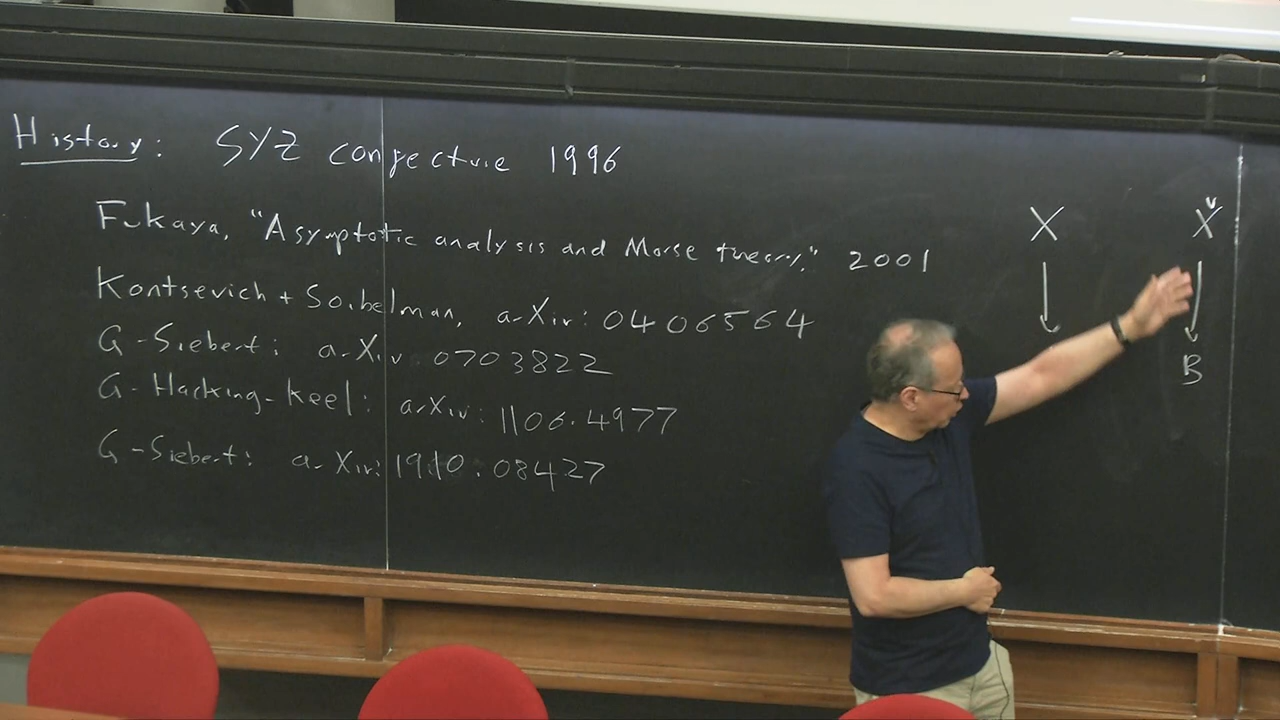 History: SYZ conjecture 1996
Fukaya, "Asymptotic analysis and Morse theory," 2001
Kontsevich + Soibelman, arXiv: 0406564
G-Siebert: arXiv 0703822
G-Hacking-Keel: arXiv: 1106.4977
G-Siebert: arXiv: 1910.08427
X X̌
B